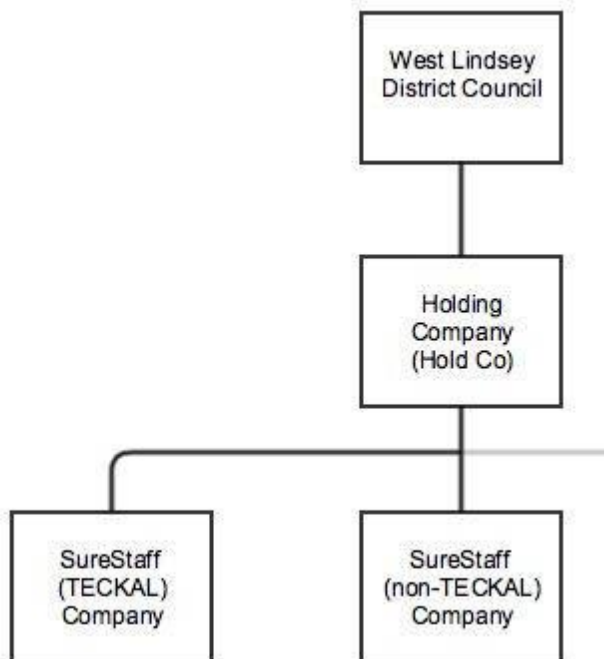 West Lindsey
District Council
Holding
Company
(Hold Co)
SureStaff
(TECKAL)
Company
SureStaff
(non-TECKAL)
Company